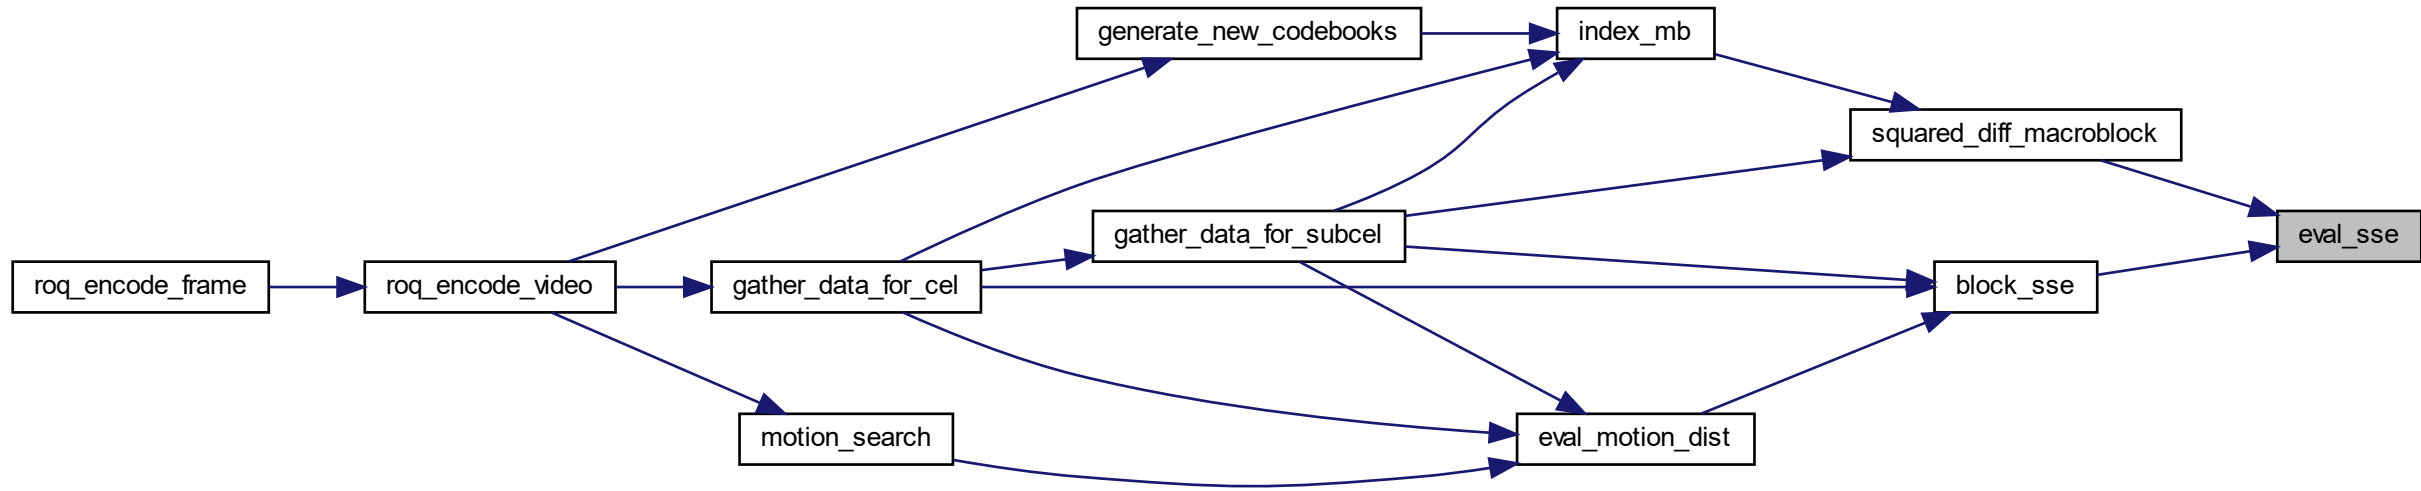 generate_new_codebooks
index_mb
squared_diff_macroblock
gather_data_for_subcel
eval_sse
roq_encode_frame
roq_encode_video
gather_data_for_cel
block_sse
motion_search
eval_motion_dist